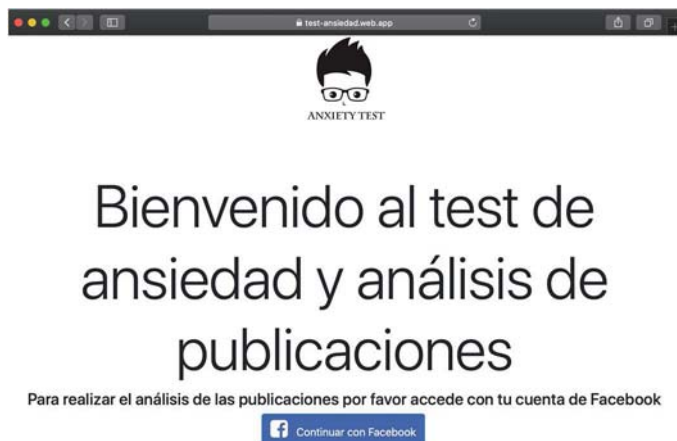 test-ansiedad.web.app
ANXIETY TEST
Bienvenido al test de
ansiedad y análisis de
publicaciones
Para realizar el análisis de las publicaciones por favor accede con tu cuenta de Facebook
Continuar con Facebook